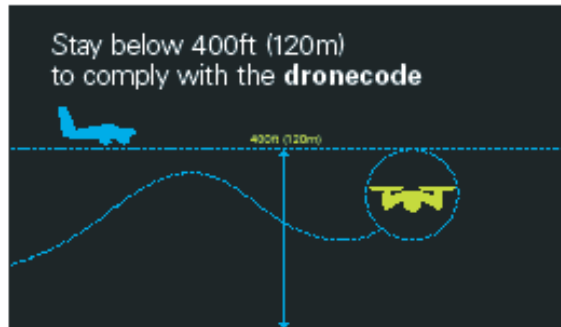 Stay below 400ft (120m)
to comply with the dronecode
400ft (120m)